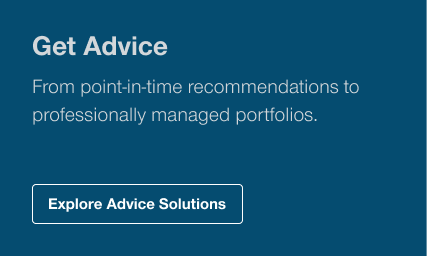 Get Advice
From point-in-time recommendations to
professionally managed portfolios.
Explore Advice Solutions